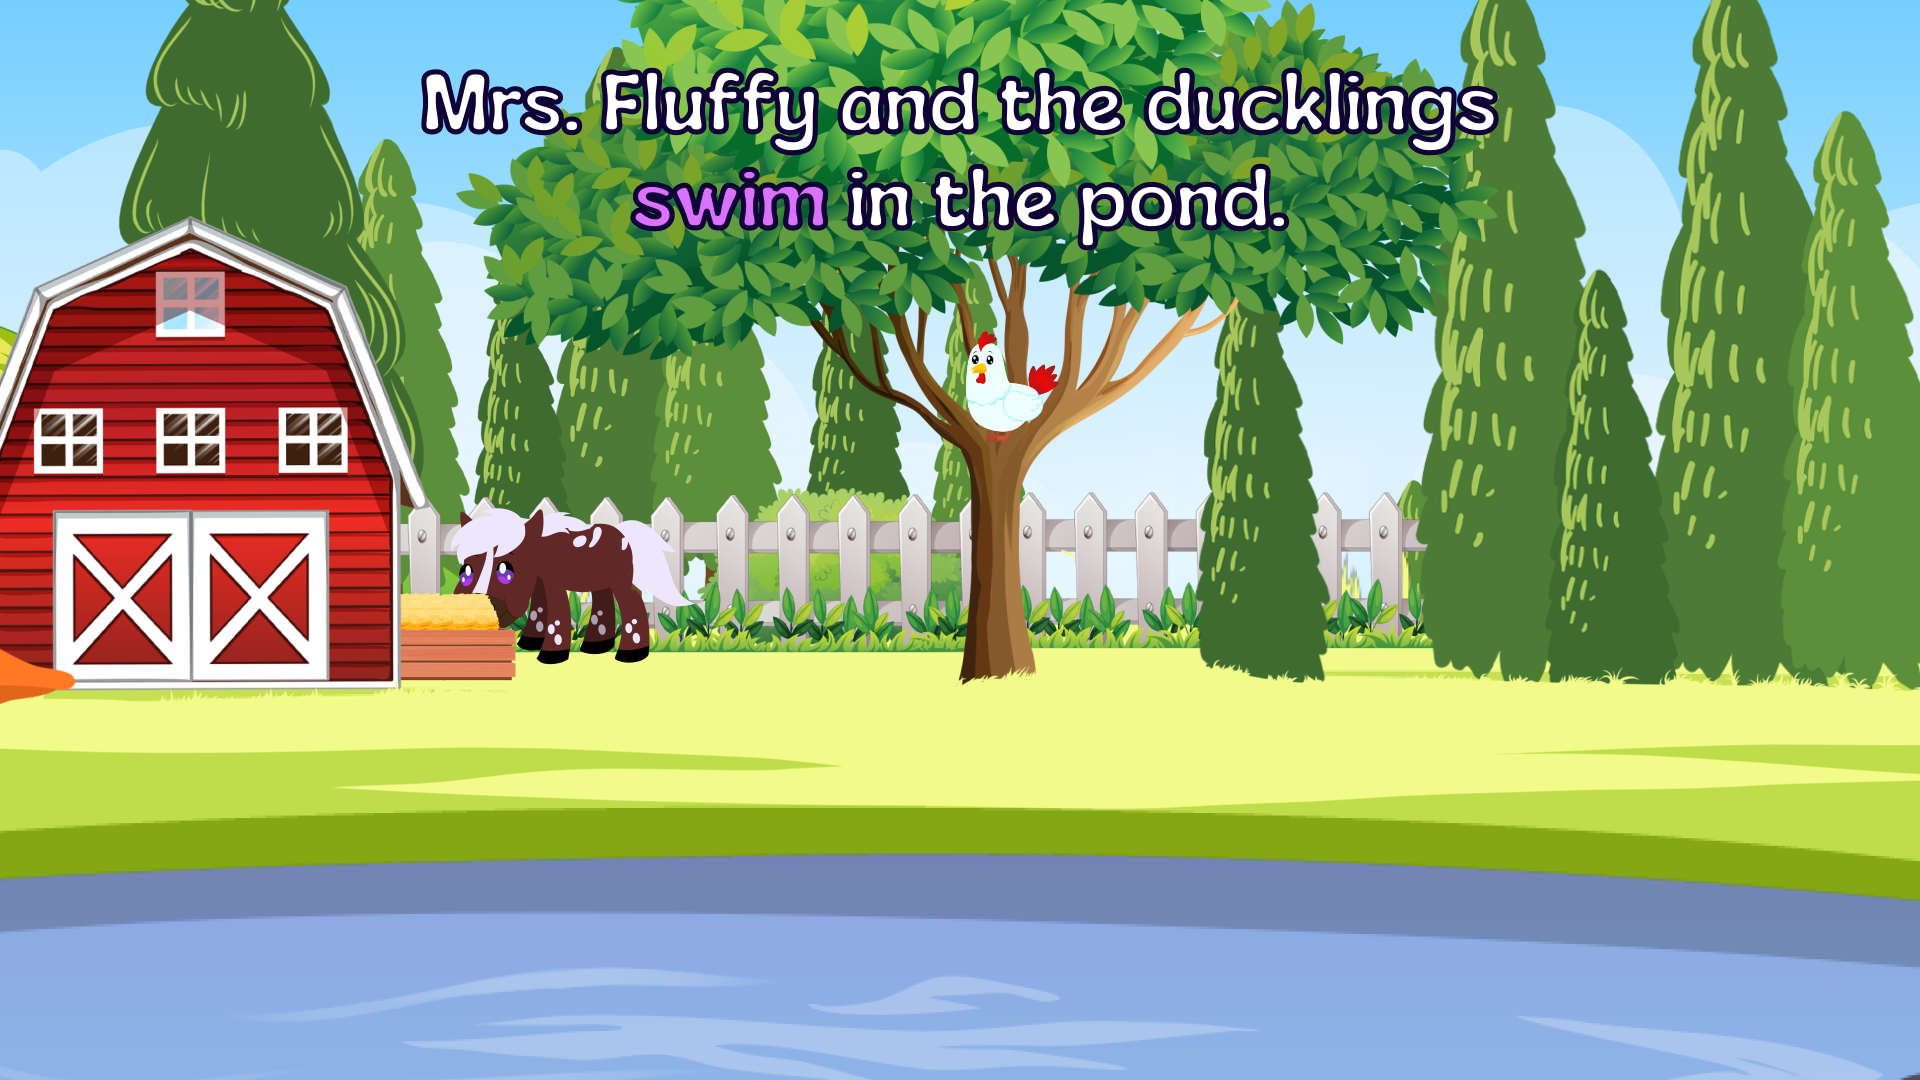 Mrs. Fluffy and the ducklings
swim in the pond.